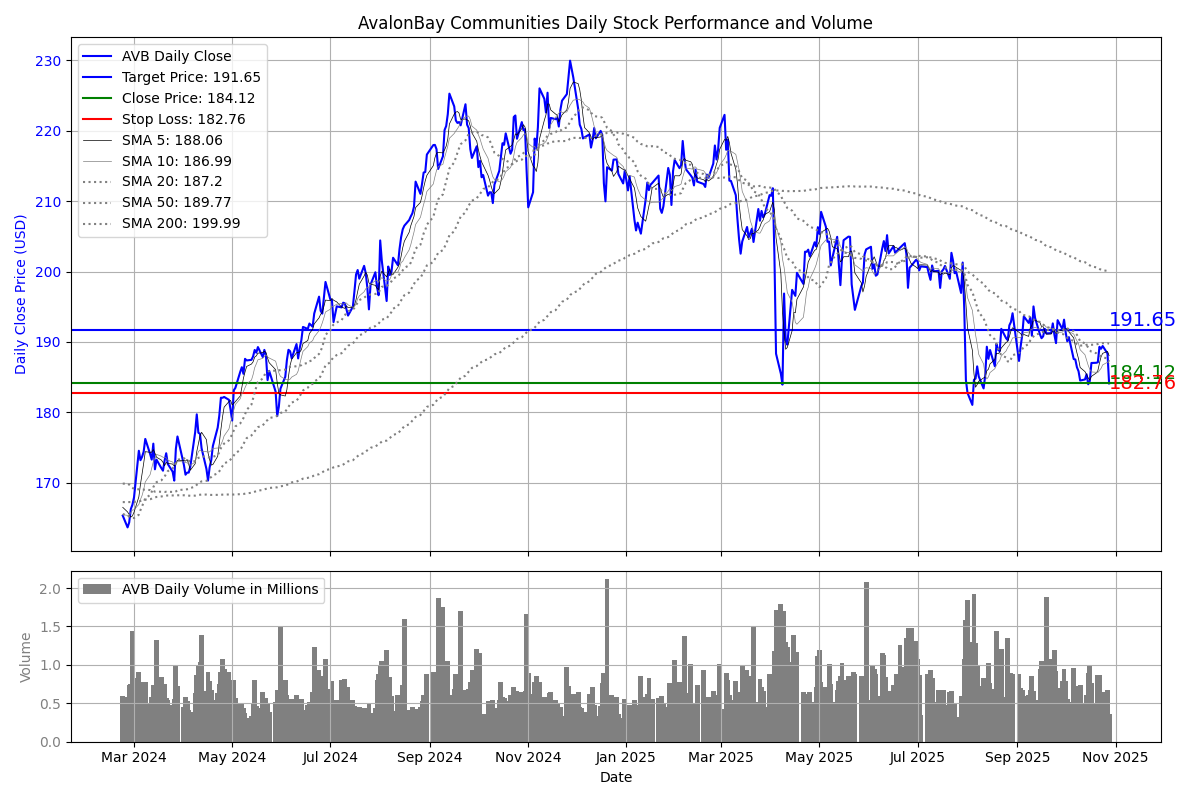 AvalonBay Communities Daily Stock Performance and Volume
AVB Daily Close
Target Price: 191.65
Close Price: 184.12
Stop Loss: 182.76
SMA 5: 188.06
SMA 10: 186.99
SMA 20: 187.2
SMA 50: 189.77
SMA 200: 199.99
Daily Close Price (USD)
230
220
210
200
190
180
170
191.65
184.12
182.76
AVB Daily Volume in Millions
Volume
2.0
1.5
1.0
0.5
0.0
Mar 2024 May 2024 Jul 2024 Sep 2024 Nov 2024 Jan 2025 Mar 2025 May 2025 Jul 2025 Sep 2025 Nov 2025
Date